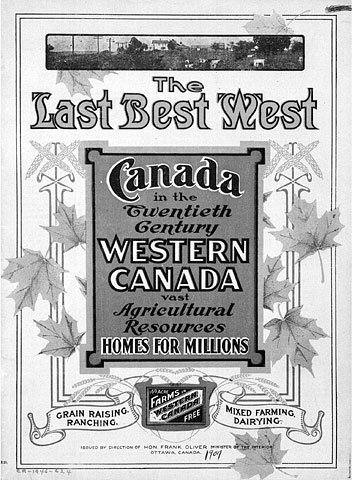 The
Last Best West
Canada
in the
Twentieth
Century
WESTERN
CANADA
vast
Agricultural
Resources
HOMES FOR MILLIONS
160 ACRE
FARMS IN
WESTERN
CANADA
FREE
GRAIN RAISING,
RANCHING,
MIXED FARMING,
DAIRYING.
ISSUED BY DIRECTION OF HON. FRANK OLIVER MINISTER OF THE INTERIOR
OTTAWA, CANADA. 1909